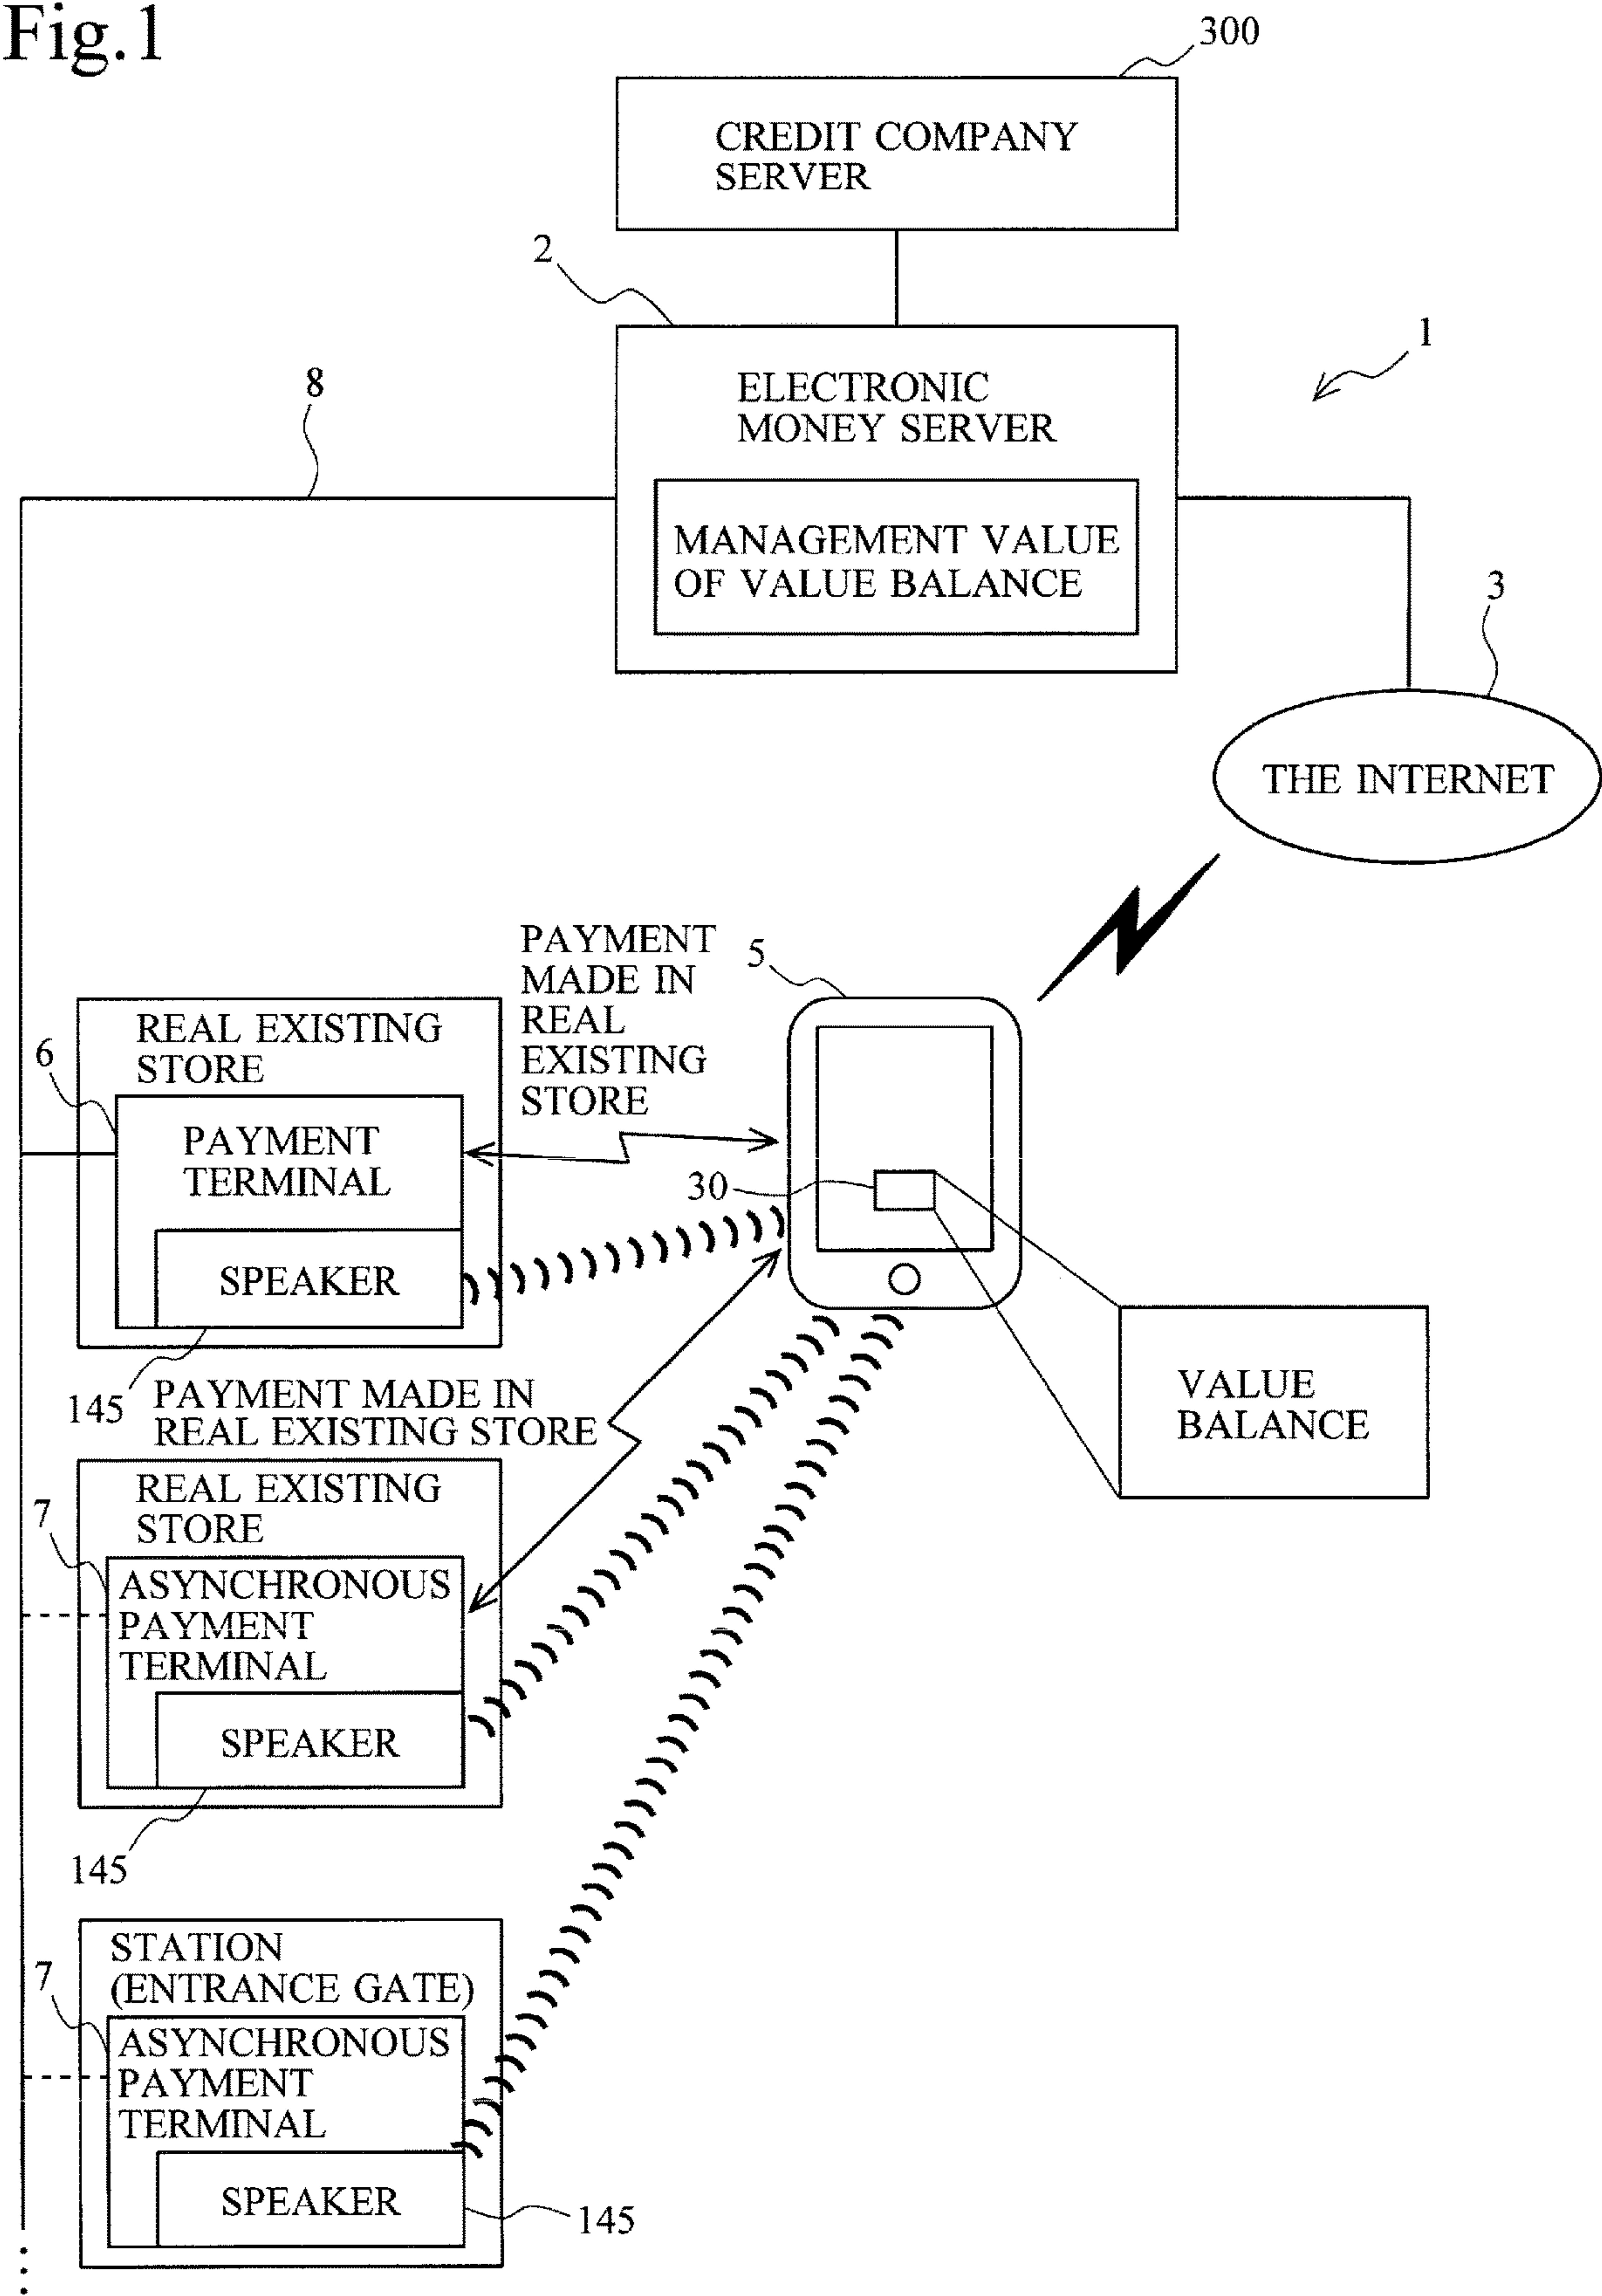 Fig.1
300
CREDIT COMPANY
SERVER
2
1
8
ELECTRONIC
MONEY SERVER
MANAGEMENT VALUE
OF VALUE BALANCE
3
THE INTERNET
PAYMENT
MADE IN
REAL
EXISTING
STORE
5
REAL EXISTING
STORE
6
PAYMENT
TERMINAL
30
SPEAKER
145
PAYMENT MADE IN
REAL EXISTING STORE
VALUE
BALANCE
REAL EXISTING
STORE
7
ASYNCHRONOUS
PAYMENT
TERMINAL
SPEAKER
145
STATION
(ENTRANCE GATE)
7
ASYNCHRONOUS
PAYMENT
TERMINAL
SPEAKER
145